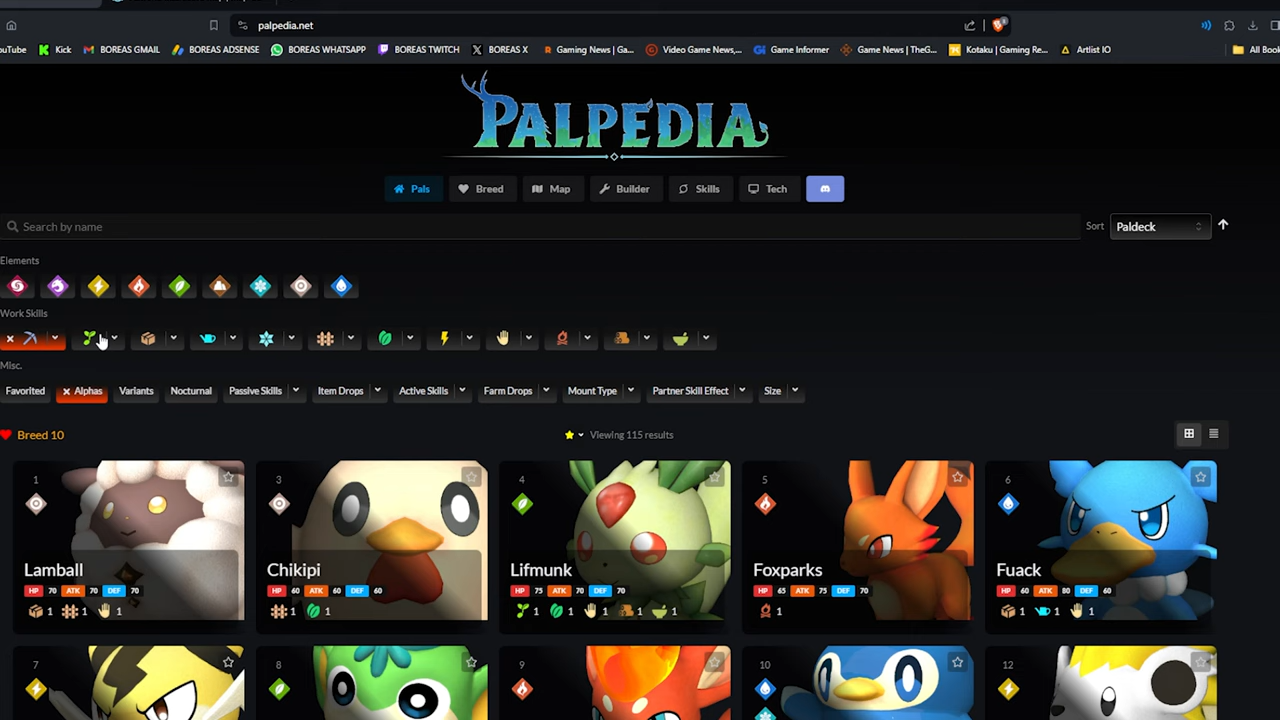 palpedia.net
ouTube Kick BOREAS GMAIL BOREAS ADSENSE BOREAS WHATSAPP BOREAS TWITCH BOREAS X Gaming News | Ga... Video Game News,... Game Informer Game News | TheG... Kotaku | Gaming Re... Artlist IO All Book
PALPEDIA
Pals Breed Map Builder Skills Tech
Search by name Sort Paldeck
Elements
Work Skills
Misc.
Favorited × Alphas Variants Nocturnal Passive Skills Item Drops Active Skills Farm Drops Mount Type Partner Skill Effect Size
Breed 10 Viewing 115 results
1 3 4 5 6
Lamball Chikipi Lifmunk Foxparks Fuack
HP 70 ATK 70 DEF 70 HP 60 ATK 60 DEF 60 HP 75 ATK 70 DEF 70 HP 65 ATK 75 DEF 70 HP 60 ATK 80 DEF 60
1 1 1 1 1 1 1 1 1 1 1 1 1 1
7 8 9 10 12